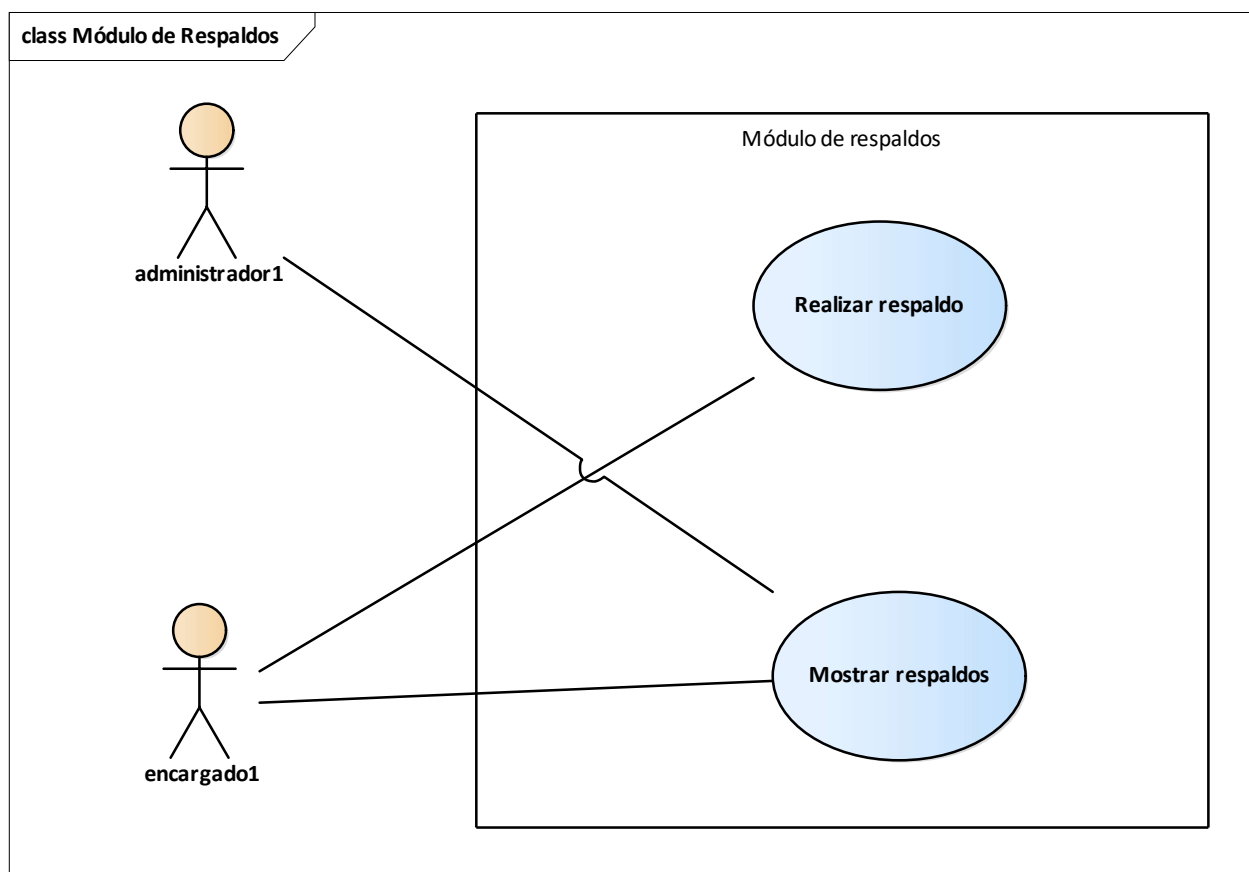 class Módulo de Respaldos
Módulo de respaldos
administrador1
Realizar respaldo
Mostrar respaldos
encargado1